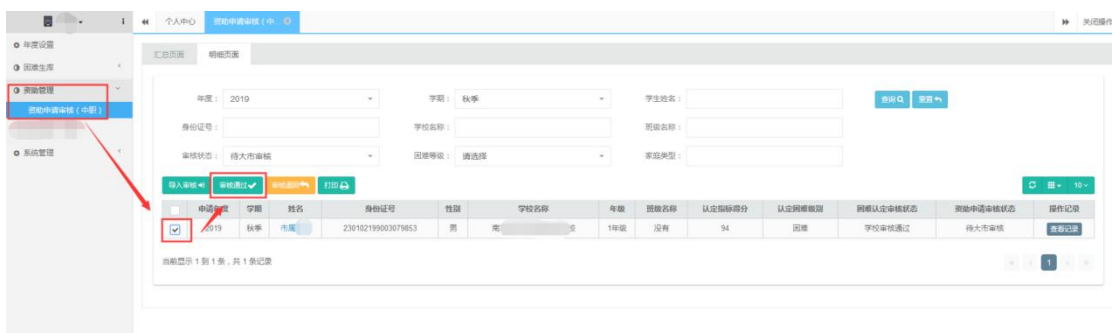 个人中心 资助申请审核(中... 关闭操作
年度设置
困难生库
资助管理
资助申请审核(中职)
系统管理
汇总页面 明细页面
年度: 2019 学期: 秋季 学生姓名: 查询 重置
身份证号: 学校名称: 班级名称:
审核状态: 待大市审核 困难等级: 请选择 家庭类型:
导入审核 审核通过 审核退回 打印 10
申请年度 学期 姓名 身份证号 性别 学校名称 年级 班级名称 认定指标得分 认定困难级别 困难认定审核状态 资助申请审核状态 操作记录
2019 秋季 市属 230102199003079853 男 南 校 1年级 没有 94 困难 学校审核通过 待大市审核 查看记录
当前显示 1 到 1 条,共 1 条记录 1